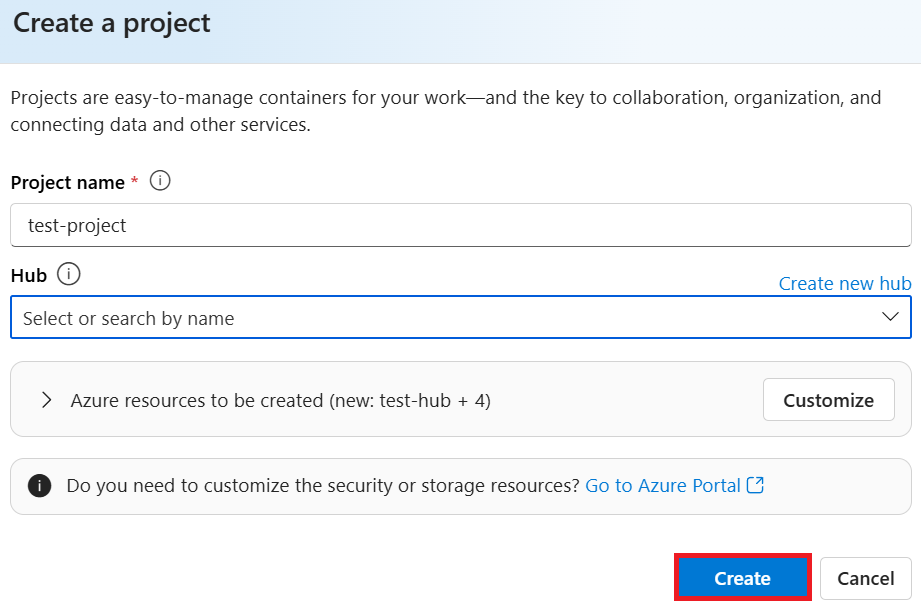 Create a project
Projects are easy-to-manage containers for your work—and the key to collaboration, organization, and
connecting data and other services.
Project name *
test-project
Hub
Create new hub
Select or search by name
Azure resources to be created (new: test-hub + 4)
Customize
Do you need to customize the security or storage resources? Go to Azure Portal
Create
Cancel